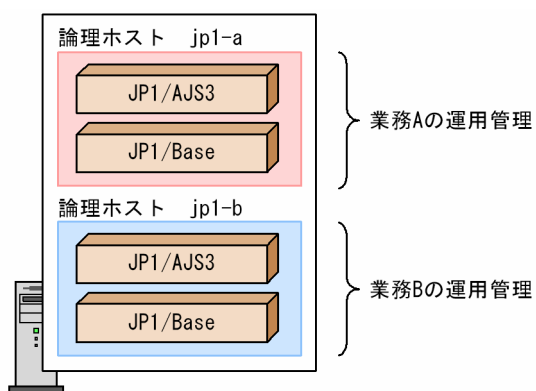 論理ホスト jp1-a
JP1/AJS3
JP1/Base
業務Aの運用管理
論理ホスト jp1-b
JP1/AJS3
JP1/Base
業務Bの運用管理